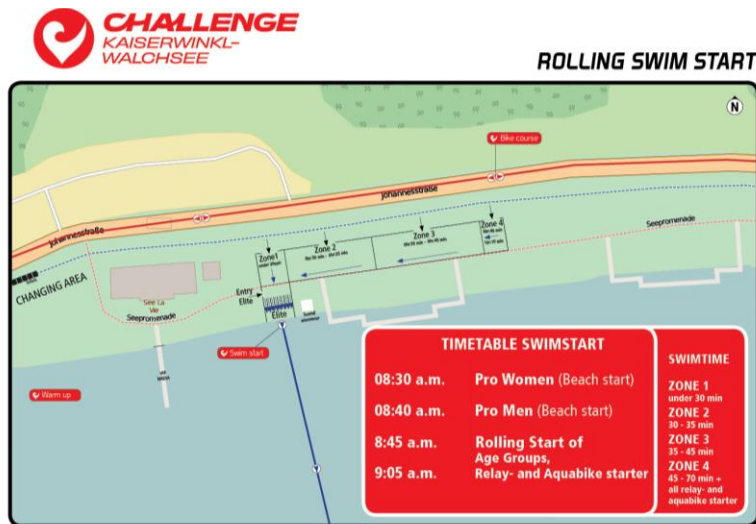 CHALLENGE
KAISERWINKL-
WALCHSEE
ROLLING SWIM START
N
Bike course
Johannesstraße
Johannesstraße
Seepromenade
Zone1
under 30min
Zone 2
Zone 3
Zone 4
CHANGING AREA
See La
Vie
Seepromenade
Entry
Elite
Elite
Swim start
Warm up
TIMETABLE SWIMSTART
08:30 a.m. Pro Women (Beach start)
08:40 a.m. Pro Men (Beach start)
8:45 a.m. Rolling Start of
Age Groups,
9:05 a.m. Relay- and Aquabike starter
SWIMTIME
ZONE 1
under 30 min
ZONE 2
30 - 35 min
ZONE 3
35 - 45 min
ZONE 4
45 - 70 min +
all relay- and
aquabike starter